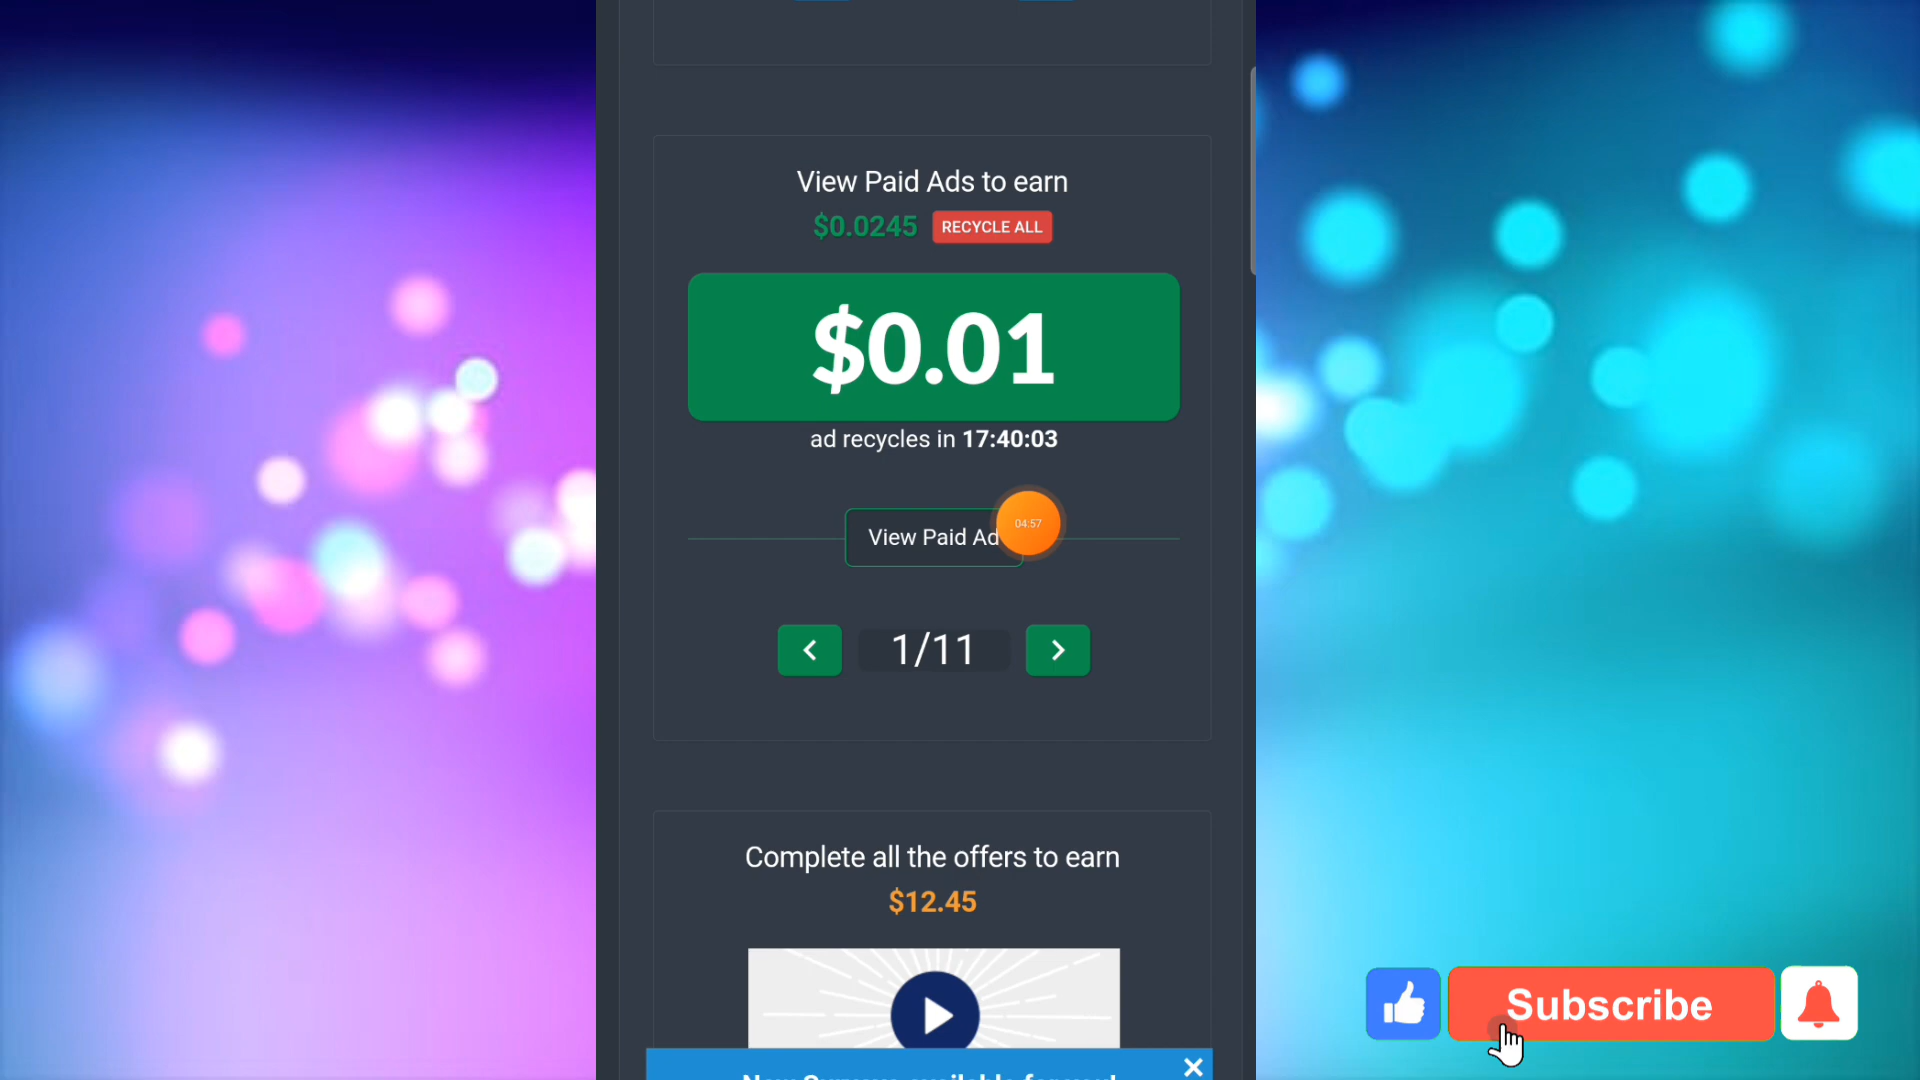 View Paid Ads to earn
$0.0245 RECYCLE ALL
$0.01
ad recycles in 17:40:03
View Paid Ad
04:57
1/11
Complete all the offers to earn
$12.45
Subscribe